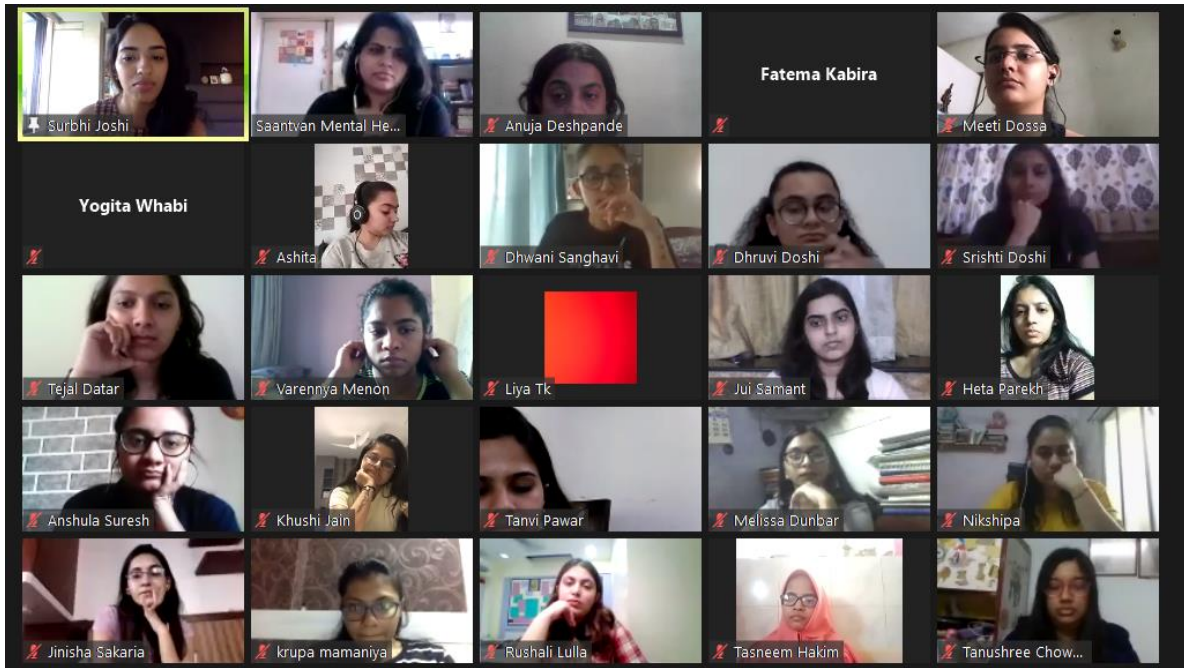 Surbhi Joshi
Saantvan Mental He...
Anuja Deshpande
Fatema Kabira
Meeti Dossa
Yogita Whabi
Ashita
Dhwani Sanghavi
Dhruvi Doshi
Srishti Doshi
Tejal Datar
Varennya Menon
Liya Tk
Jui Samant
Heta Parekh
Anshula Suresh
Khushi Jain
Tanvi Pawar
Melissa Dunbar
Nikshipa
Jinisha Sakaria
krupa mamaniya
Rushali Lulla
Tasneem Hakim
Tanushree Chow...